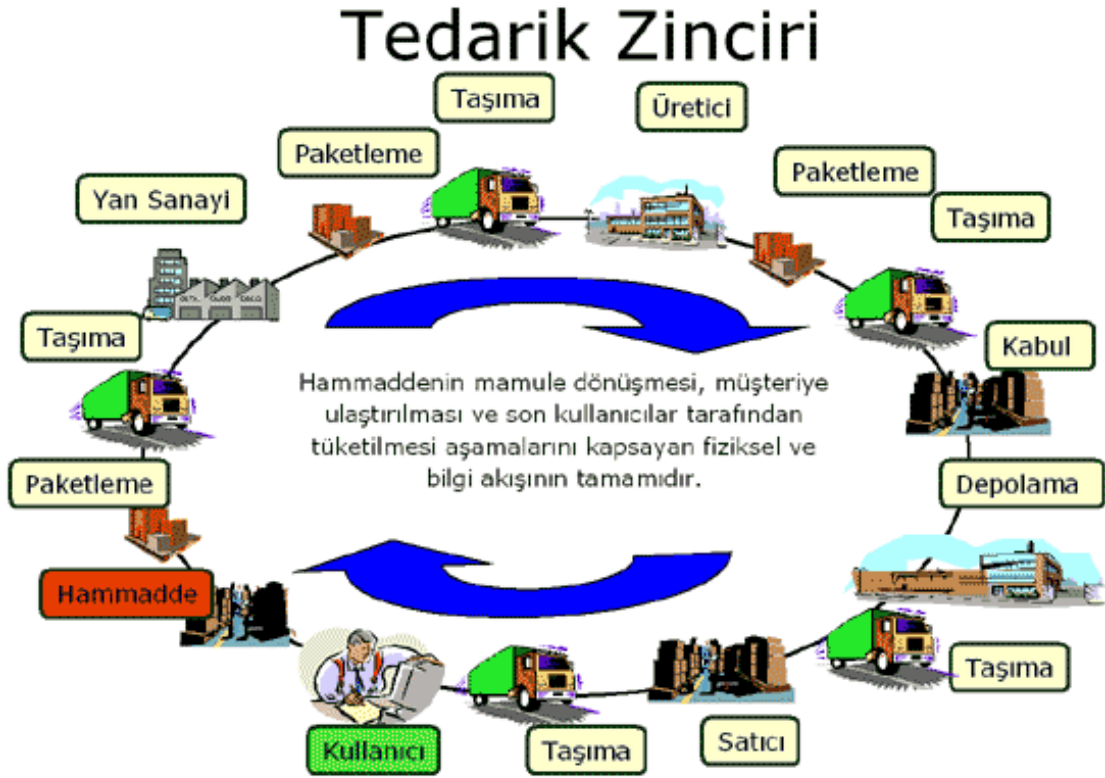 Tedarik Zinciri
Taşıma
Üretici
Paketleme
Paketleme
Yan Sanayi
Taşıma
Taşıma
Kabul
Hammaddenin mamule dönüşmesi, müşteriye
ulaştırılması ve son kullanıcılar tarafından
tüketilmesi aşamalarını kapsayan fiziksel ve
bilgi akışının tamamıdır.
Paketleme
Depolama
Hammadde
Taşıma
Kullanıcı
Taşıma
Satıcı